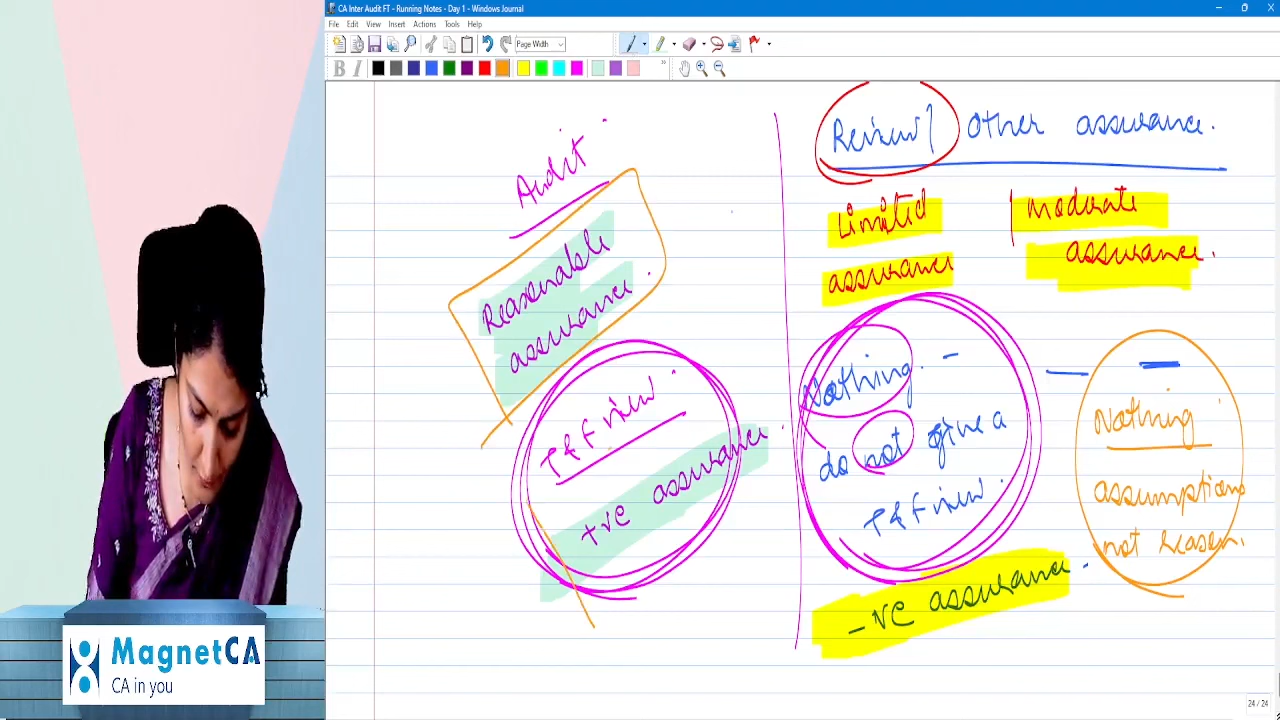 CA Inter Audit FT - Running Notes - Day 1 - Windows Journal
File Edit View Insert Actions Tools Help
Page Width
B I
Audit
Reasonable
assurance.
T & F view.
+ve assurance.
Review / Other assurance.
Limited
assurance
/ moderate
assurance.
Nothing -
do not give a
T & F view.
-ve assurance.
Nothing
assumptions
not reason.
MagnetCA
CA in you
24 / 24